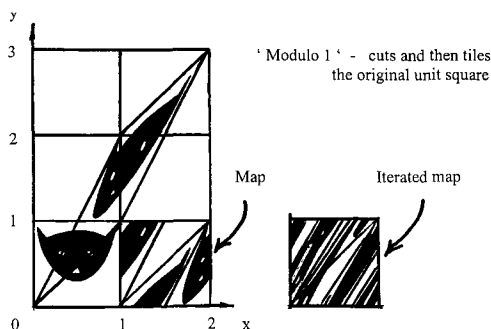 y
3
' Modulo 1 ' - cuts and then tiles
the original unit square
2
Map
Iterated map
1
0
1
2
x